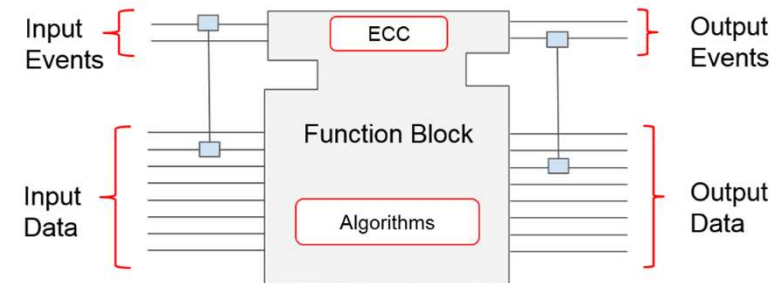 Input
Events
ECC
Output
Events
Function Block
Input
Data
Algorithms
Output
Data